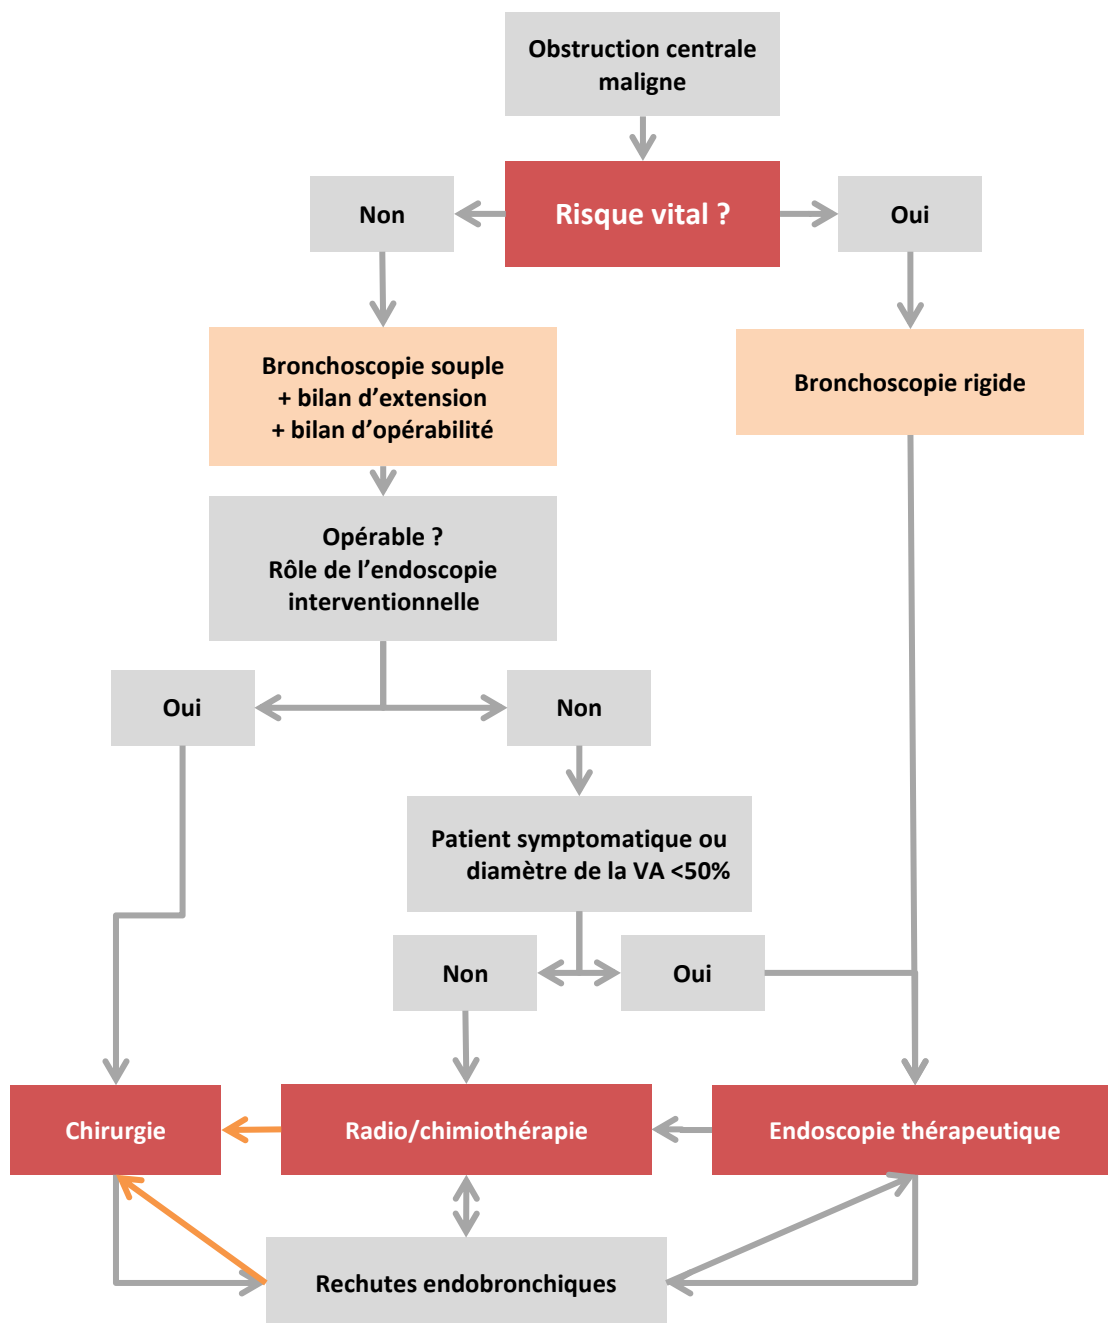 Obstruction centrale
maligne
Non
Risque vital ?
Oui
Bronchoscopie souple
+ bilan d’extension
+ bilan d’opérabilité
Bronchoscopie rigide
Opérable ?
Rôle de l’endoscopie
interventionnelle
Oui
Non
Patient symptomatique ou
diamètre de la VA <50%
Non
Oui
Chirurgie
Radio/chimiothérapie
Endoscopie thérapeutique
Rechutes endobronchiques